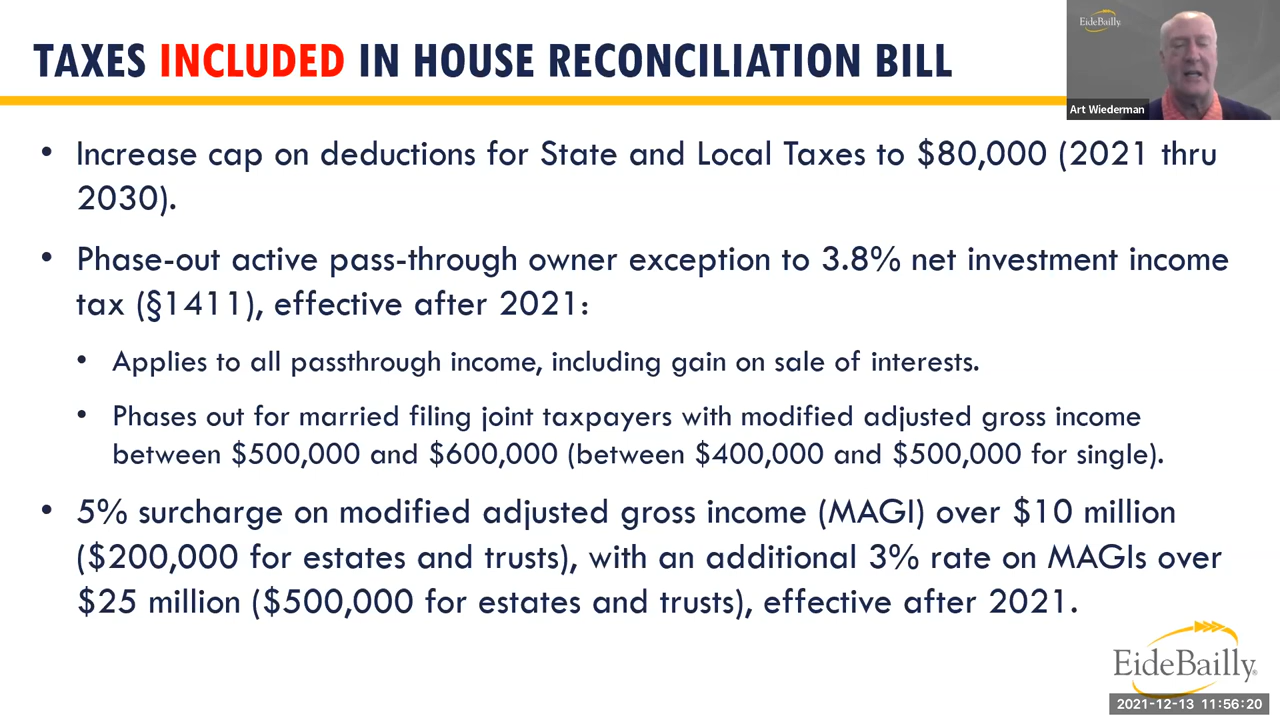 TAXES INCLUDED IN HOUSE RECONCILIATION BILL
EideBailly
Art Wiederman
• Increase cap on deductions for State and Local Taxes to $80,000 (2021 thru
2030).
• Phase-out active pass-through owner exception to 3.8% net investment income
tax (§1411), effective after 2021:
• Applies to all passthrough income, including gain on sale of interests.
• Phases out for married filing joint taxpayers with modified adjusted gross income
between $500,000 and $600,000 (between $400,000 and $500,000 for single).
• 5% surcharge on modified adjusted gross income (MAGI) over $10 million
($200,000 for estates and trusts), with an additional 3% rate on MAGIs over
$25 million ($500,000 for estates and trusts), effective after 2021.
EideBailly®
2021-12-13 11:56:20